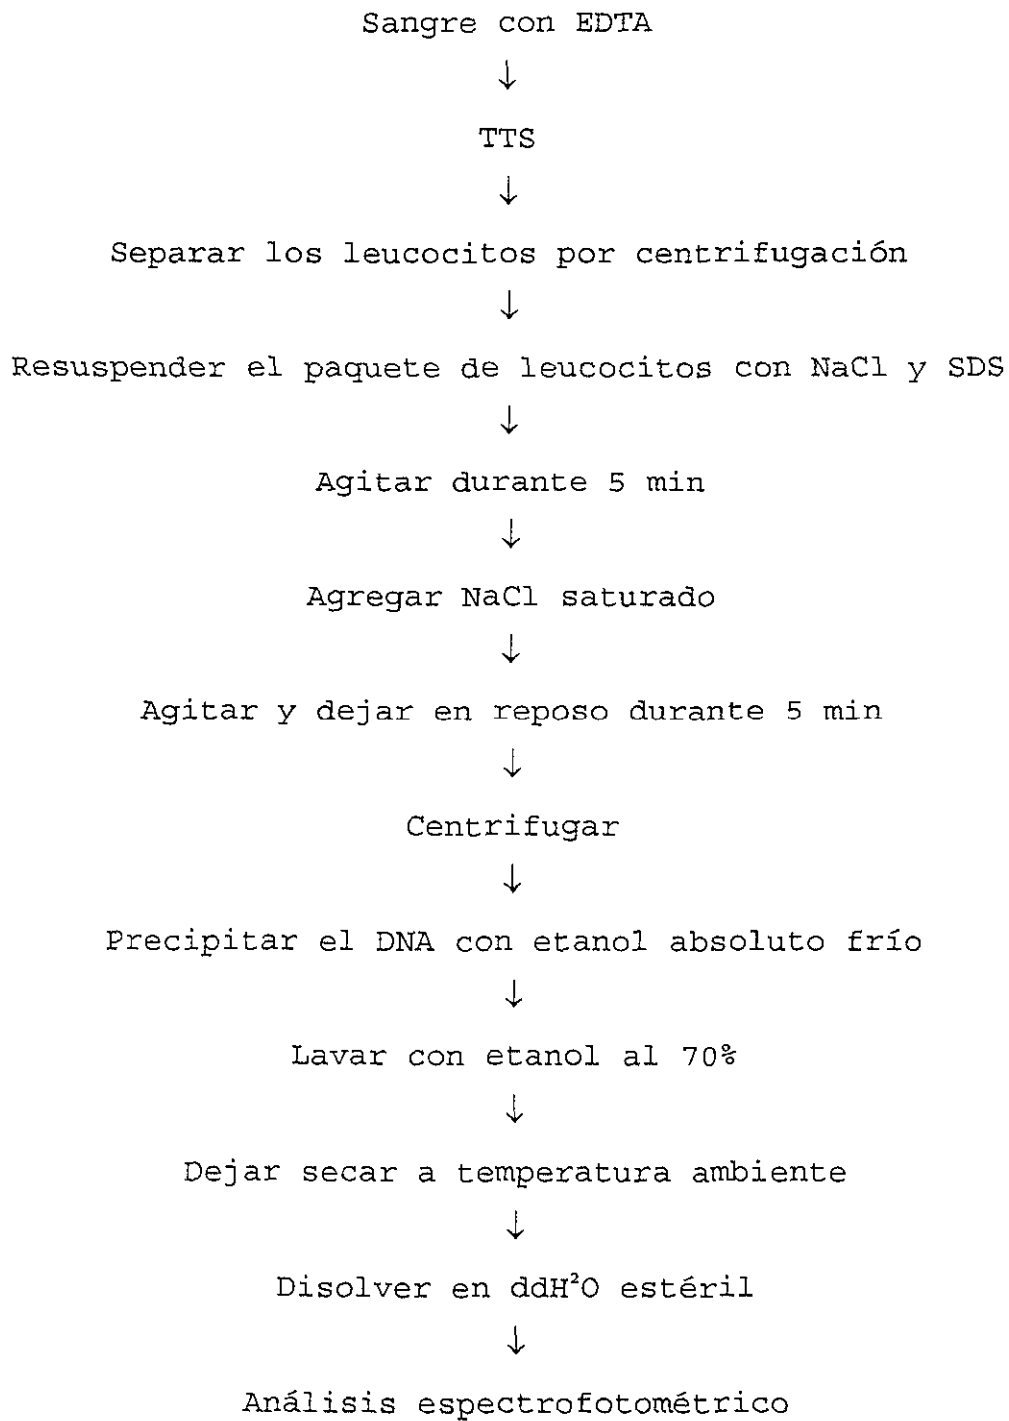 Sangre con EDTA
↓
TTS
↓
Separar los leucocitos por centrifugación
↓
Resuspender el paquete de leucocitos con NaCl y SDS
↓
Agitar durante 5 min
↓
Agregar NaCl saturado
↓
Agitar y dejar en reposo durante 5 min
↓
Centrifugar
↓
Precipitar el DNA con etanol absoluto frío
↓
Lavar con etanol al 70%
↓
Dejar secar a temperatura ambiente
↓
Disolver en ddH²O estéril
↓
Análisis espectrofotométrico